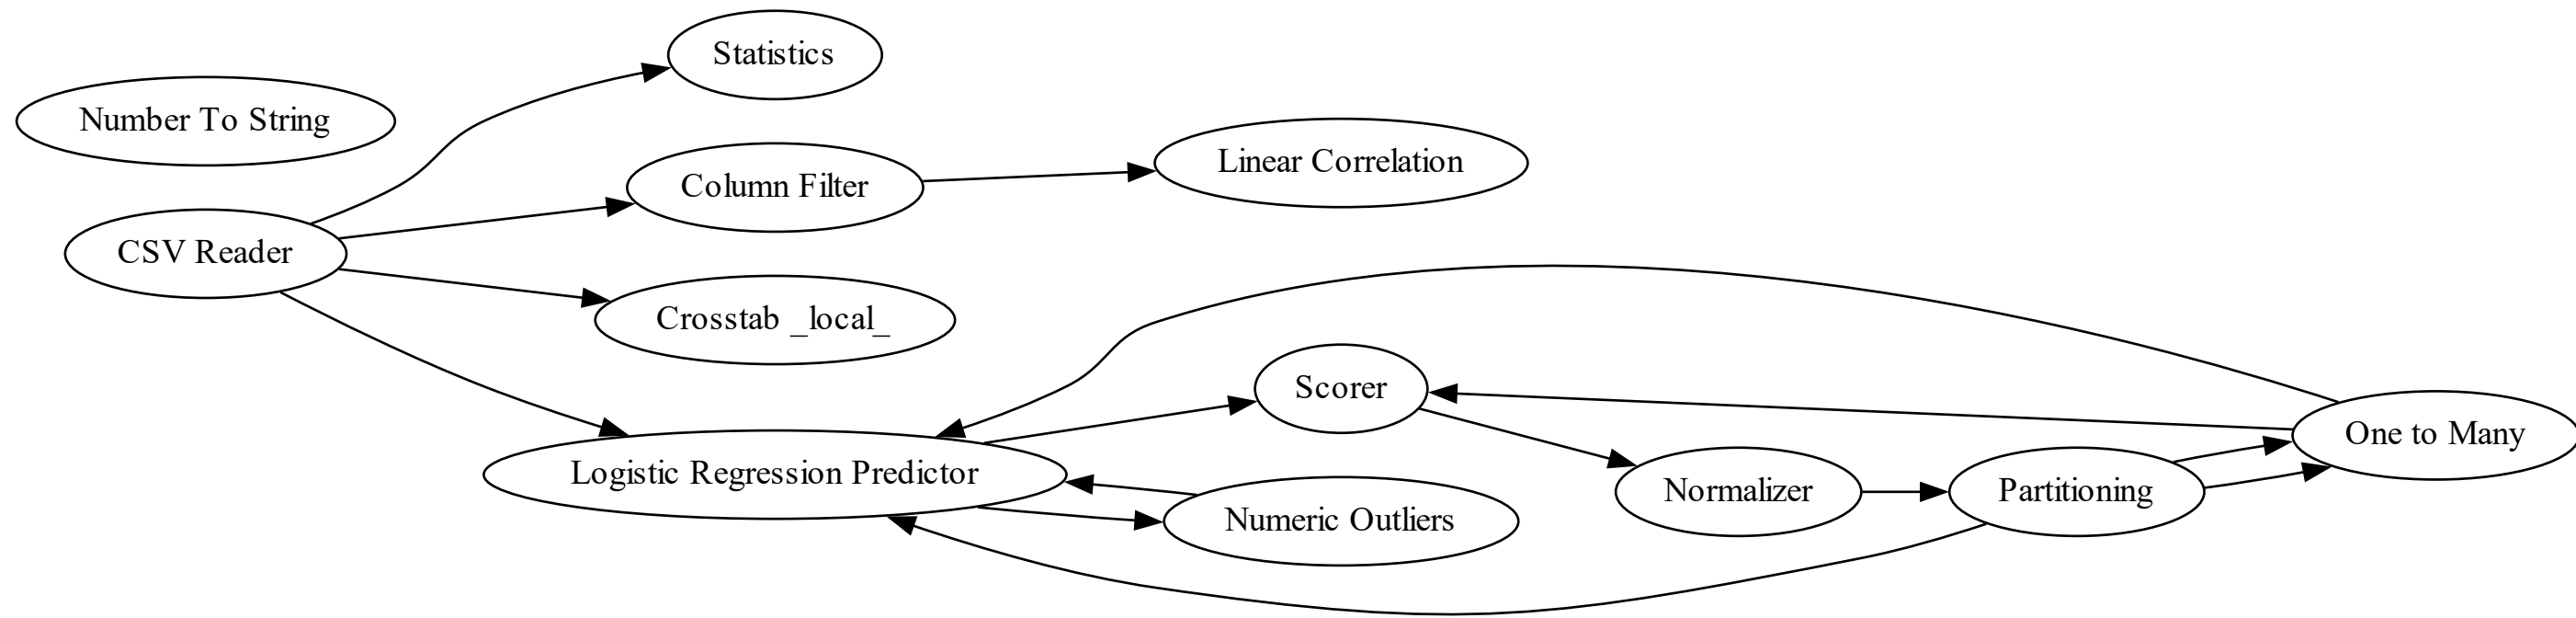 Statistics
Number To String
Linear Correlation
Column Filter
CSV Reader
Crosstab _local_
Scorer
One to Many
Logistic Regression Predictor
Normalizer
Partitioning
Numeric Outliers